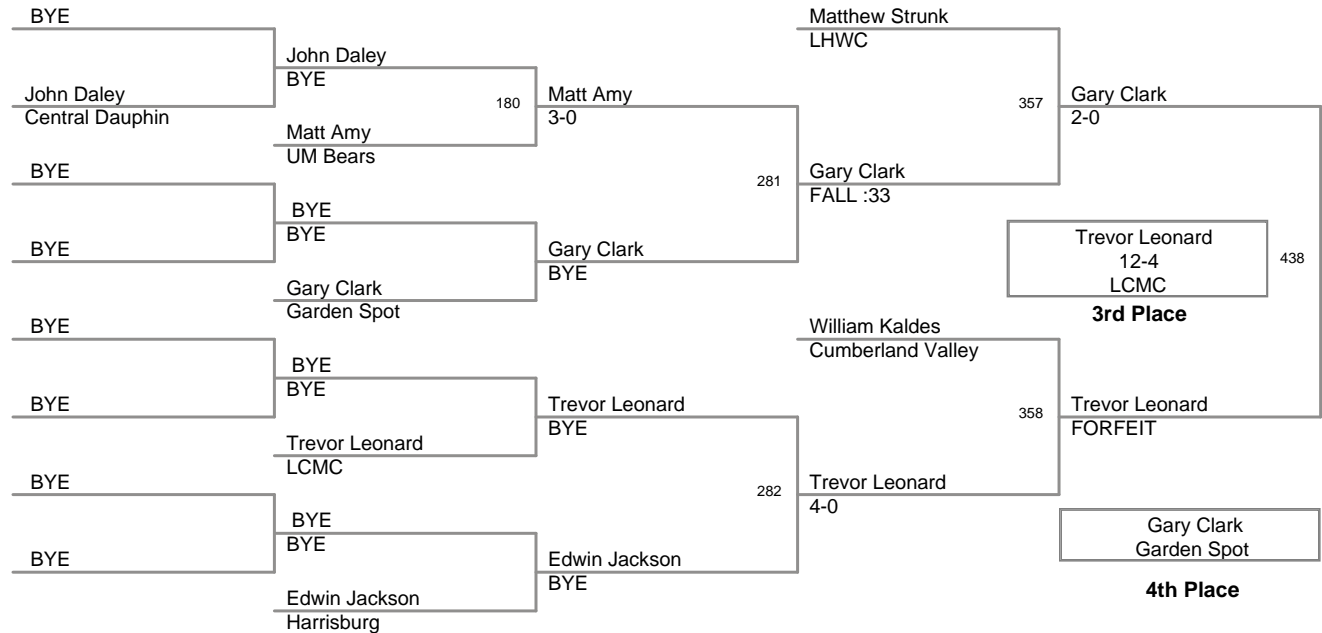 BYE
John Daley
Central Dauphin
BYE
BYE
BYE
BYE
BYE
BYE
John Daley
BYE
Matt Amy
UM Bears
BYE
BYE
Gary Clark
Garden Spot
BYE
BYE
Trevor Leonard
LCMC
BYE
BYE
Edwin Jackson
Harrisburg
180
Matt Amy
3-0
Gary Clark
BYE
Trevor Leonard
BYE
Edwin Jackson
BYE
281
282
Matthew Strunk
LHWC
Gary Clark
FALL :33
William Kaldes
Cumberland Valley
Trevor Leonard
4-0
357
358
Gary Clark
2-0
Trevor Leonard
12-4
LCMC
3rd Place
438
Trevor Leonard
FORFEIT
Gary Clark
Garden Spot
4th Place